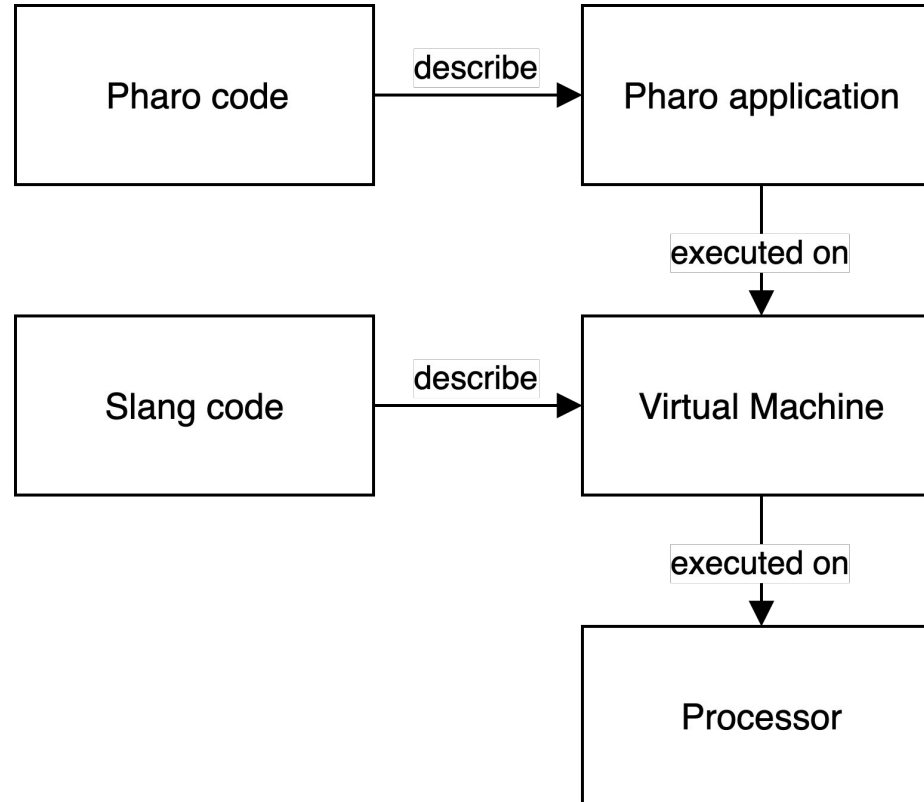 Pharo code
describe
Pharo application
executed on
Slang code
describe
Virtual Machine
executed on
Processor